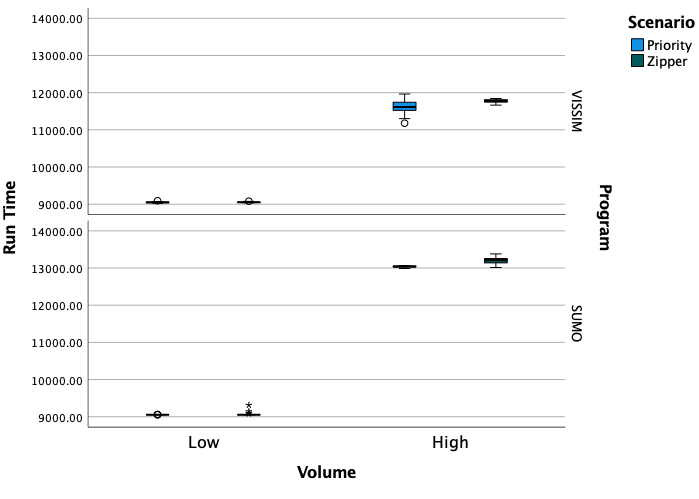 Scenario
Priority
Zipper
14000.00
13000.00
12000.00
11000.00
10000.00
9000.00
VISSIM
14000.00
13000.00
12000.00
11000.00
10000.00
9000.00
SUMO
Run Time
Program
Low
High
Volume